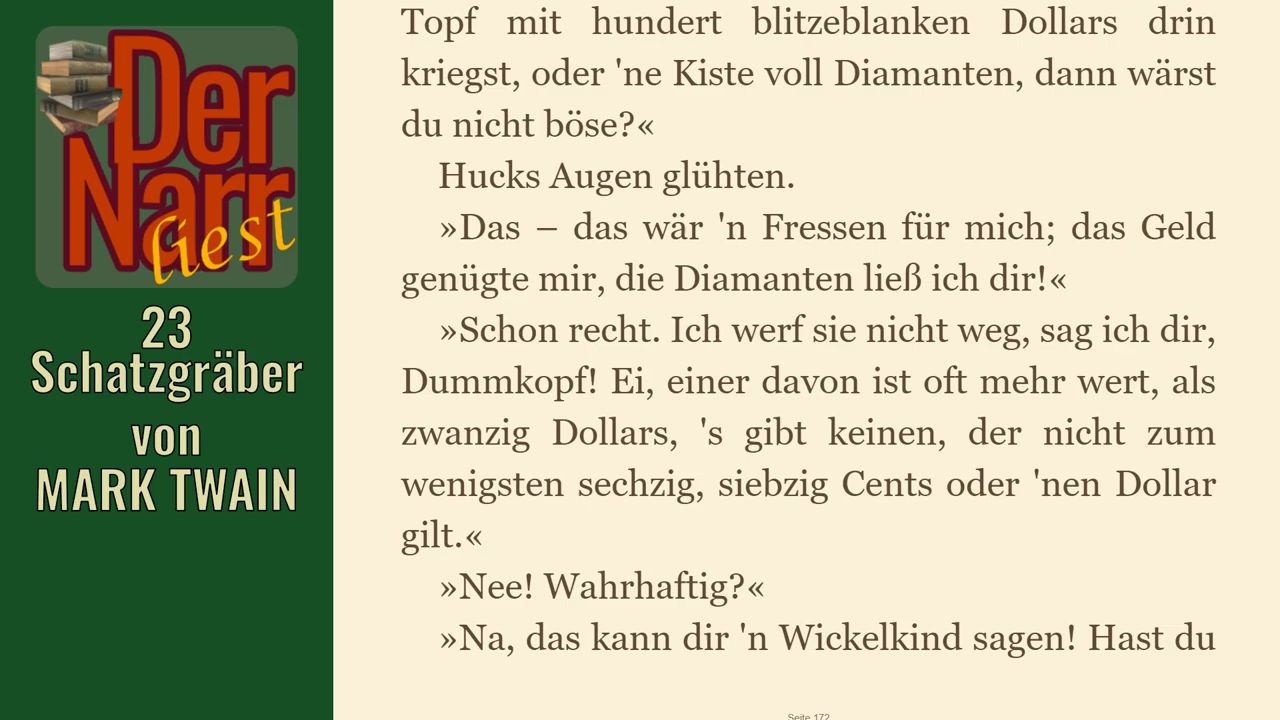 Der
Narr
liest
23
Schatzgräber
von
MARK TWAIN
Topf mit hundert blitzeblanken Dollars drin
kriegst, oder 'ne Kiste voll Diamanten, dann wärst
du nicht böse?«
Hucks Augen glühten.
»Das – das wär 'n Fressen für mich; das Geld
genügte mir, die Diamanten ließ ich dir!«
»Schon recht. Ich werf sie nicht weg, sag ich dir,
Dummkopf! Ei, einer davon ist oft mehr wert, als
zwanzig Dollars, 's gibt keinen, der nicht zum
wenigsten sechzig, siebzig Cents oder 'nen Dollar
gilt.«
»Nee! Wahrhaftig?«
»Na, das kann dir 'n Wickelkind sagen! Hast du
Seite 172